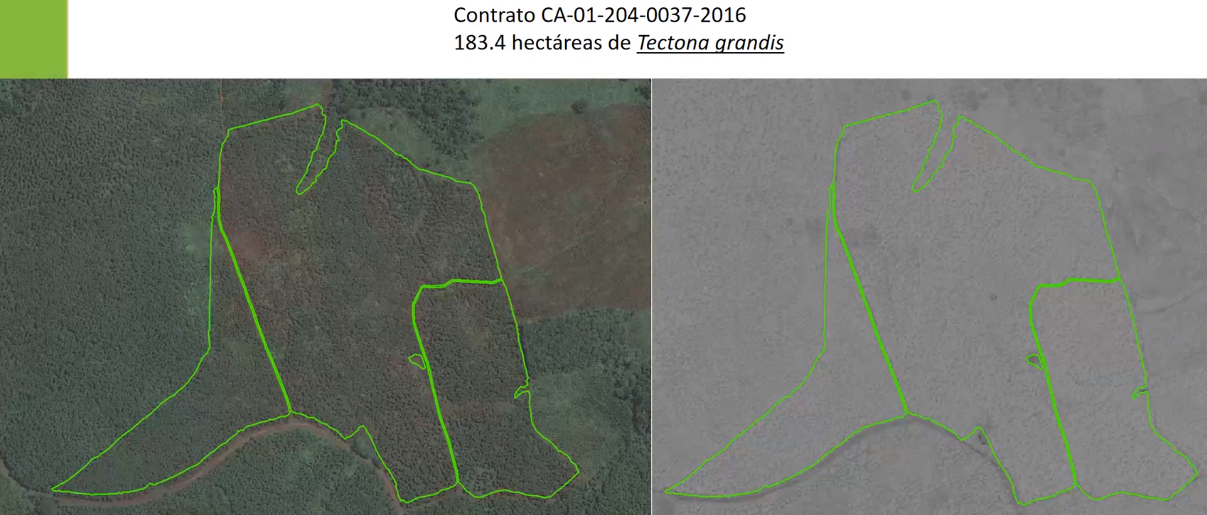 Contrato CA-01-204-0037-2016
183.4 hectáreas de Tectona grandis